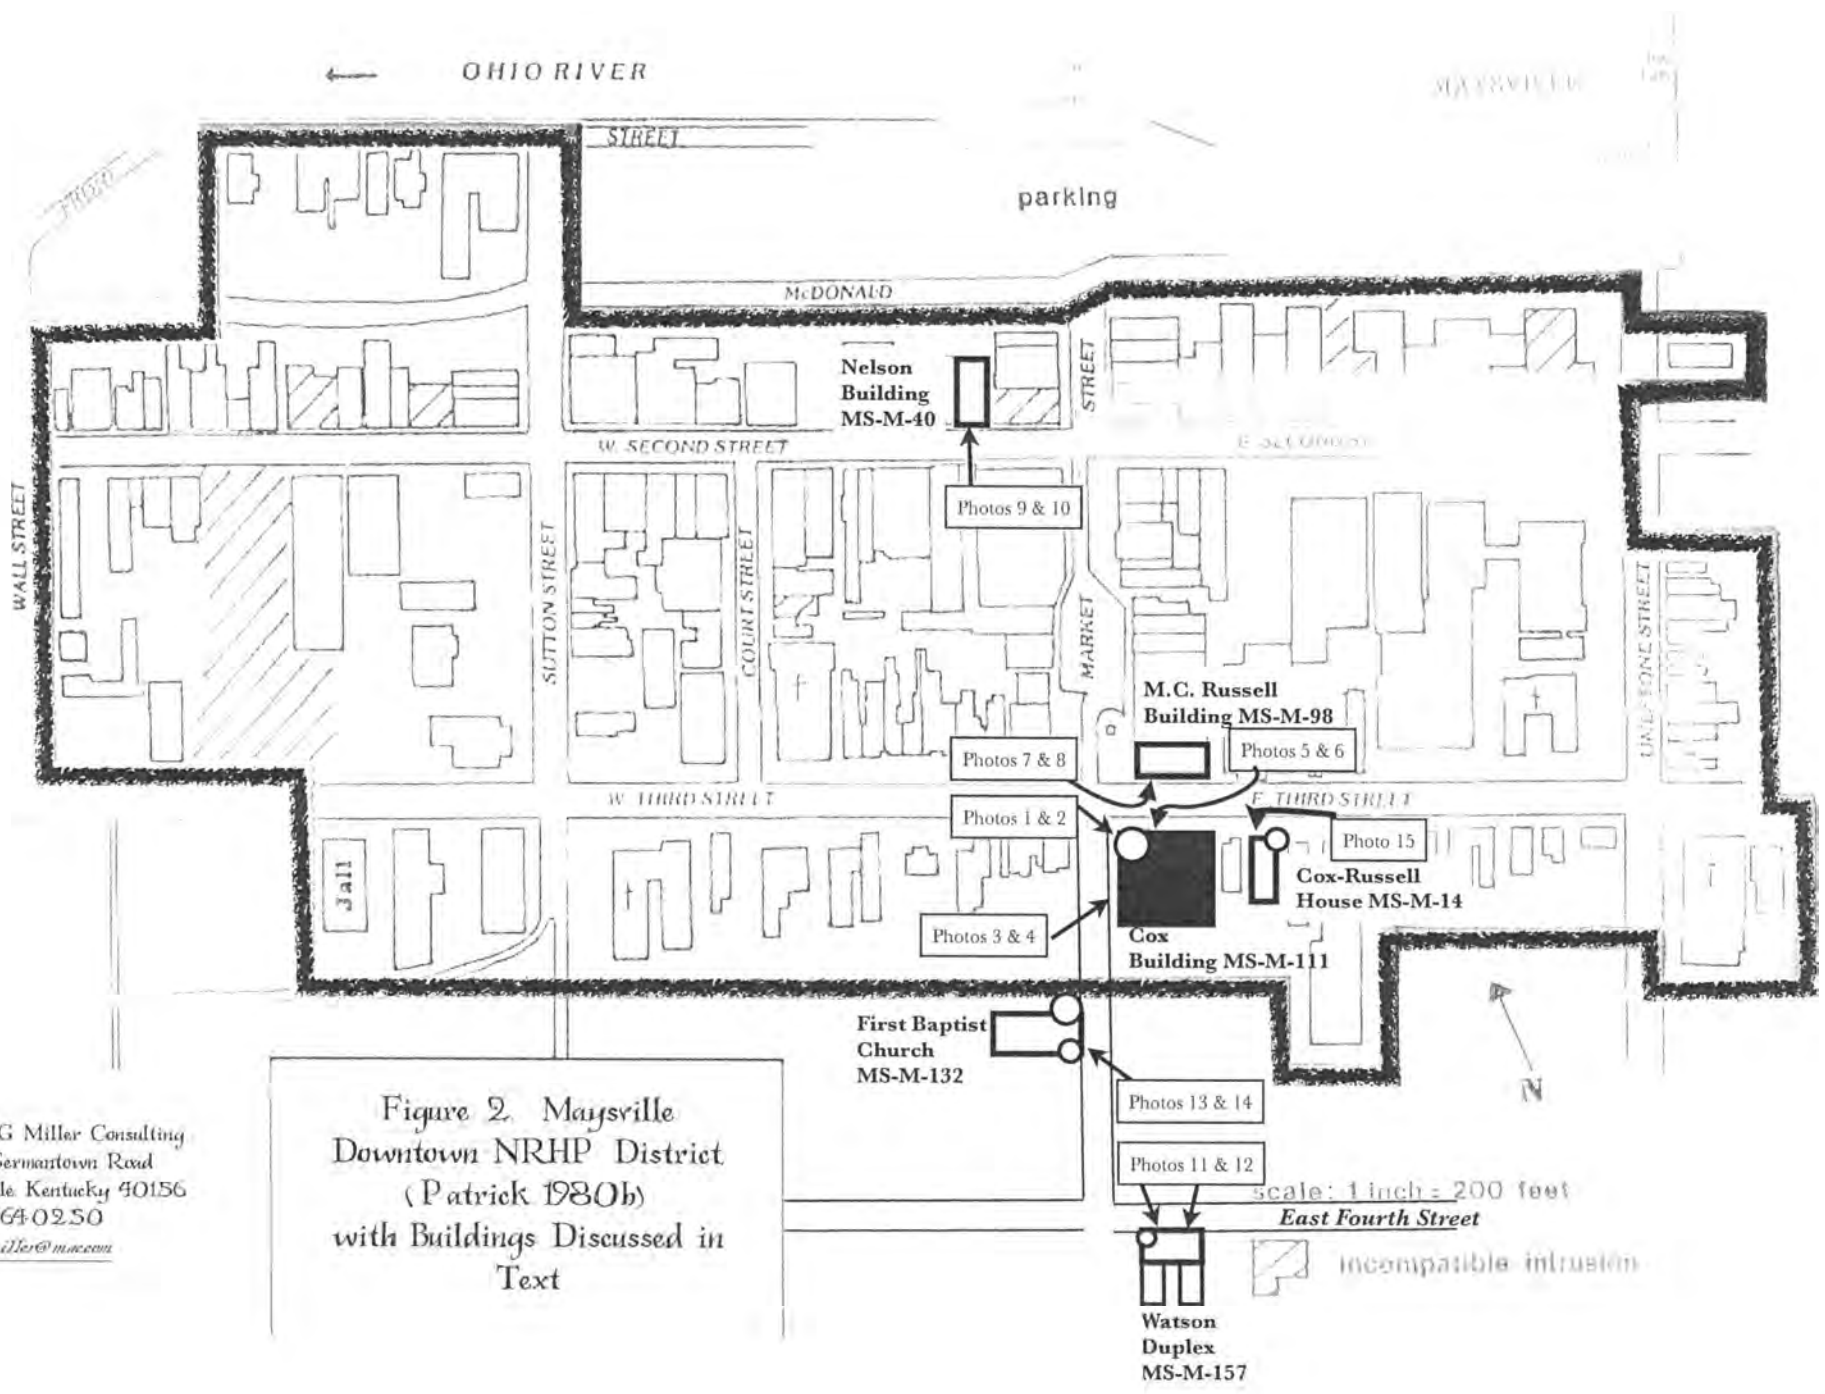 OHIO RIVER
STREET
parking
McDONALD
Nelson
Building
MS-M-40
STREET
W. SECOND STREET
Photos 9 & 10
WALL STREET
SUTTON STREET
COURT STREET
MARKET
LIMESTONE STREET
M.C. Russell
Building MS-M-98
Photos 7 & 8
Photos 5 & 6
W. THIRD STREET
E. THIRD STREET
Photos 1 & 2
Photo 15
Jail
Cox-Russell
House MS-M-14
Photos 3 & 4
Cox
Building MS-M-111
First Baptist
Church
MS-M-132
N
Photos 13 & 14
Photos 11 & 12
scale: 1 inch = 200 feet
East Fourth Street
incompatible intrusion
Watson
Duplex
MS-M-157
Figure 2. Maysville
Downtown NRHP District
(Patrick 1980b)
with Buildings Discussed in
Text
G Miller Consulting
Road
Kentucky 40156
640250